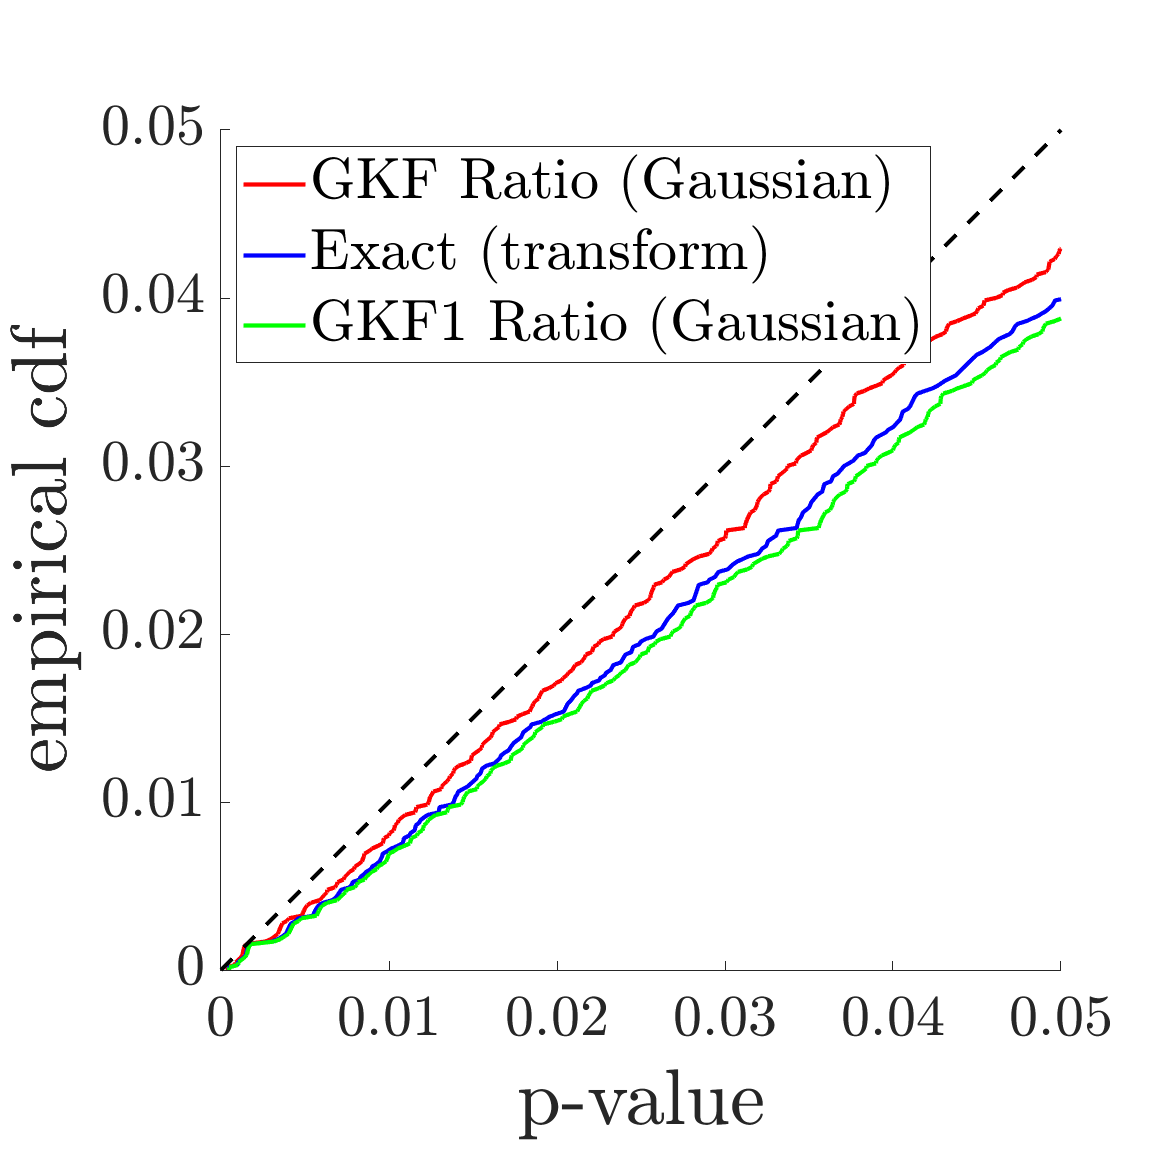 0.05
GKF Ratio (Gaussian)
Exact (transform)
0.04
GKF1 Ratio (Gaussian)
empirical cdf
0.03
0.02
0.01
0
0 0.01 0.02 0.03 0.04 0.05
p-value